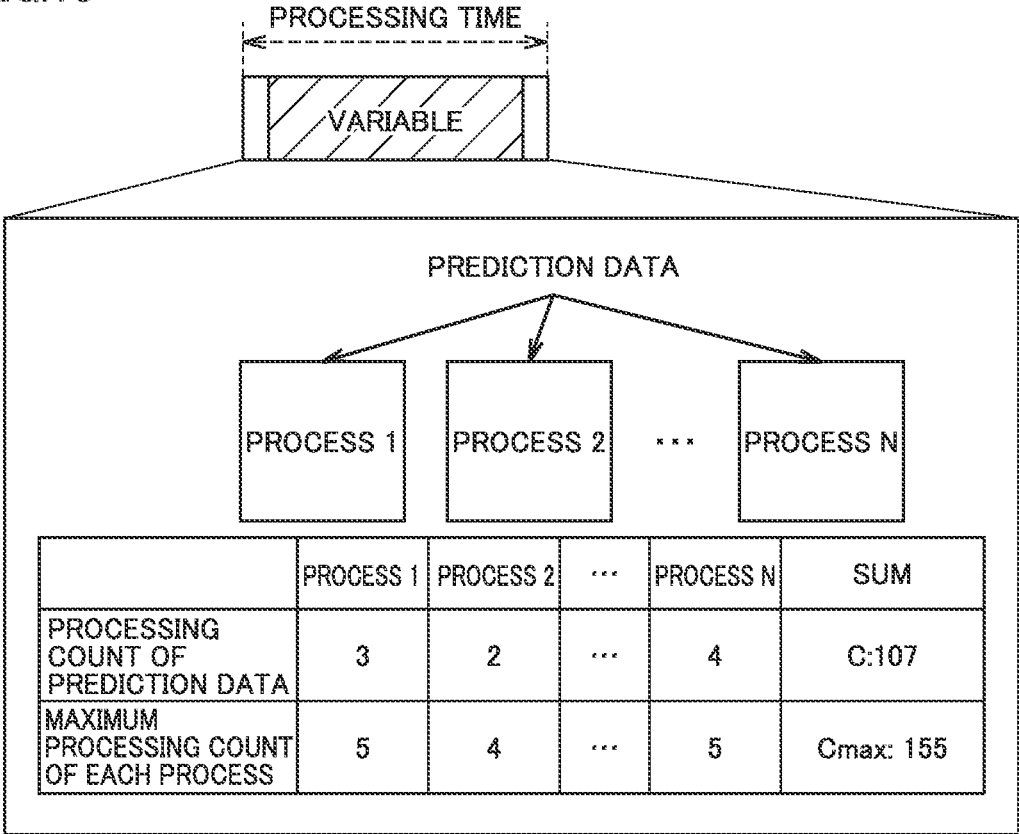 PROCESSING TIME
VARIABLE
PREDICTION DATA
PROCESS 1 PROCESS 2 ... PROCESS N
PROCESS 1 PROCESS 2 ... PROCESS N SUM
PROCESSING
COUNT OF
PREDICTION DATA 3 2 ... 4 C:107
MAXIMUM
PROCESSING COUNT
OF EACH PROCESS 5 4 ... 5 Cmax: 155